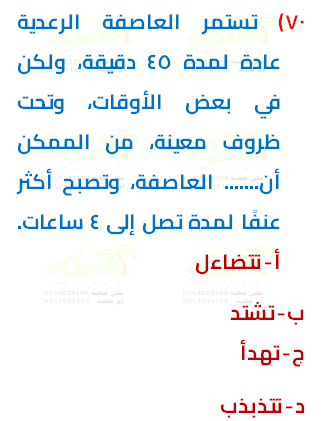 ٧٠) تستمر العاصفة الرعدية
عادة لمدة ٤٥ دقيقة، ولكن
في بعض الأوقات، وتحت
ظروف معينة، من الممكن
أن....... العاصفة، وتصبح أكثر
عنفًا لمدة تصل إلى ٤ ساعات.
أ-تتضاءل
ب-تشتد
ج-تهدأ
د-تتذبذب